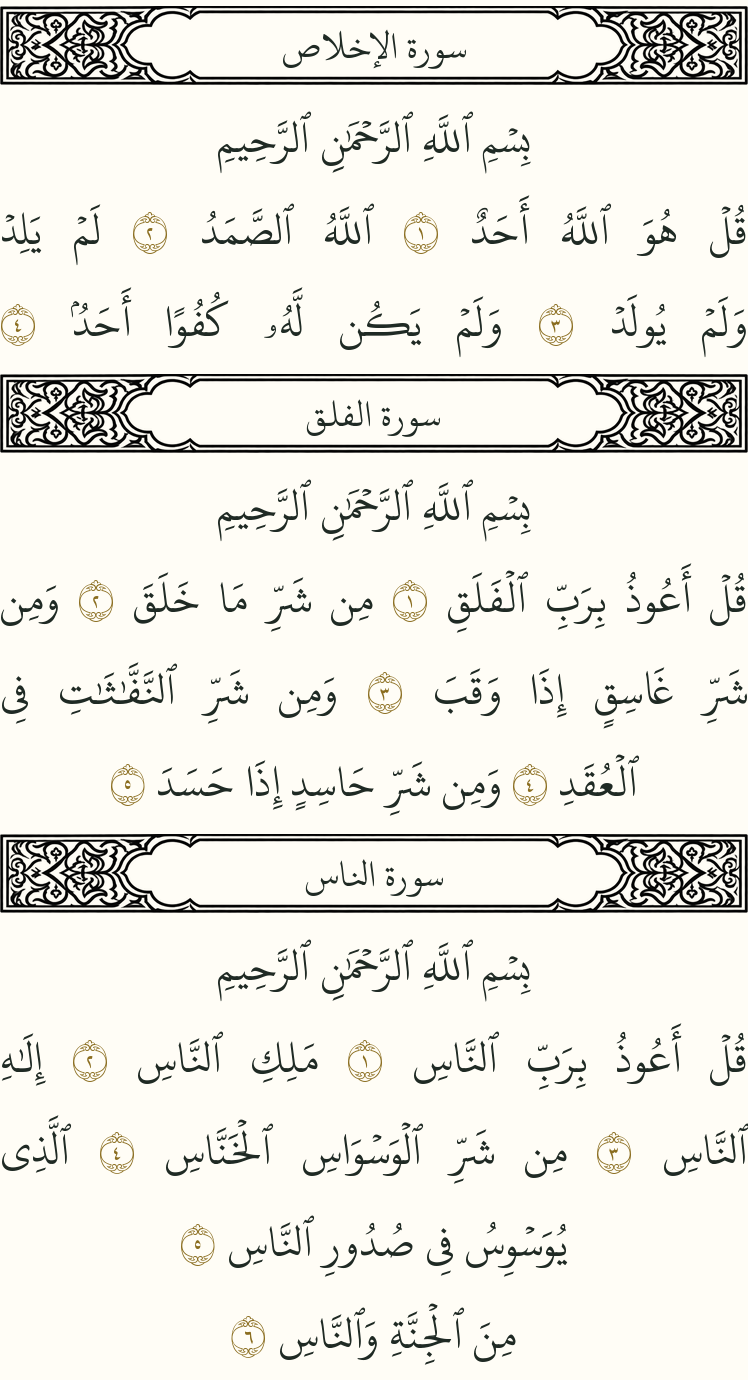 سورة الإخلاص
بِسۡمِ ٱللَّهِ ٱلرَّحۡمَٰنِ ٱلرَّحِيمِ
قُلۡ هُوَ ٱللَّهُ أَحَدٌ ١ ٱللَّهُ ٱلصَّمَدُ ٢ لَمۡ يَلِدۡ
وَلَمۡ يُولَدۡ ٣ وَلَمۡ يَكُن لَّهُۥ كُفُوًا أَحَدُۢ ٤
سورة الفلق
بِسۡمِ ٱللَّهِ ٱلرَّحۡمَٰنِ ٱلرَّحِيمِ
قُلۡ أَعُوذُ بِرَبِّ ٱلۡفَلَقِ ١ مِن شَرِّ مَا خَلَقَ ٢ وَمِن
شَرِّ غَاسِقٍ إِذَا وَقَبَ ٣ وَمِن شَرِّ ٱلنَّفَّٰثَٰتِ فِي
ٱلۡعُقَدِ ٤ وَمِن شَرِّ حَاسِدٍ إِذَا حَسَدَ ٥
سورة الناس
بِسۡمِ ٱللَّهِ ٱلرَّحۡمَٰنِ ٱلرَّحِيمِ
قُلۡ أَعُوذُ بِرَبِّ ٱلنَّاسِ ١ مَلِكِ ٱلنَّاسِ ٢ إِلَٰهِ
ٱلنَّاسِ ٣ مِن شَرِّ ٱلۡوَسۡوَاسِ ٱلۡخَنَّاسِ ٤ ٱلَّذِي
يُوَسۡوِسُ فِي صُدُورِ ٱلنَّاسِ ٥
مِنَ ٱلۡجِنَّةِ وَٱلنَّاسِ ٦